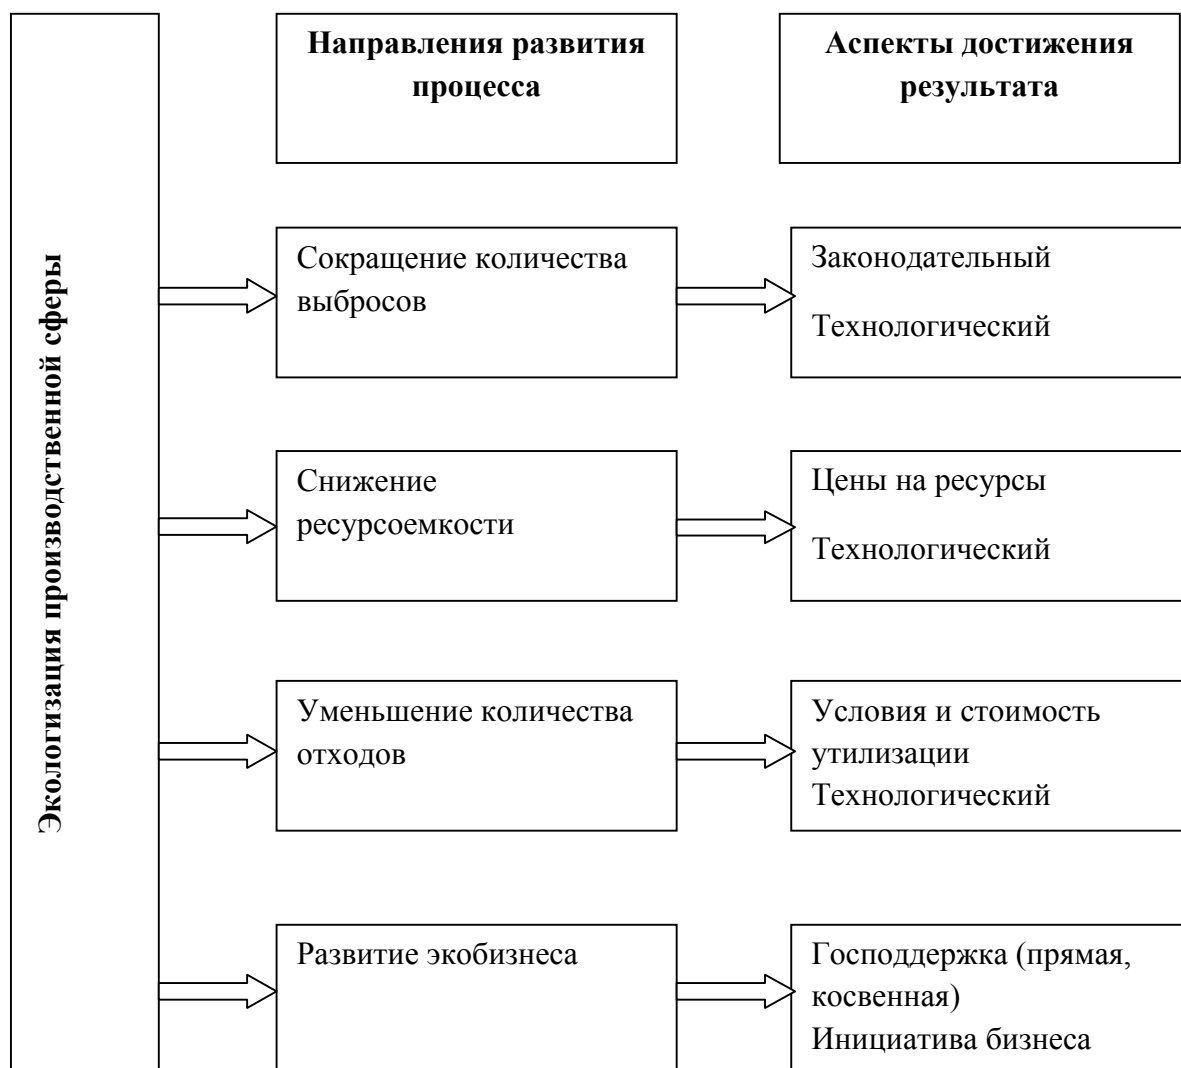 Направления развития
процесса
Аспекты достижения
результата
Экологизация производственной сферы
Сокращение количества
выбросов
Законодательный
Технологический
Снижение
ресурсоемкости
Цены на ресурсы
Технологический
Уменьшение количества
отходов
Условия и стоимость
утилизации
Технологический
Развитие экобизнеса
Господдержка (прямая,
косвенная)
Инициатива бизнеса